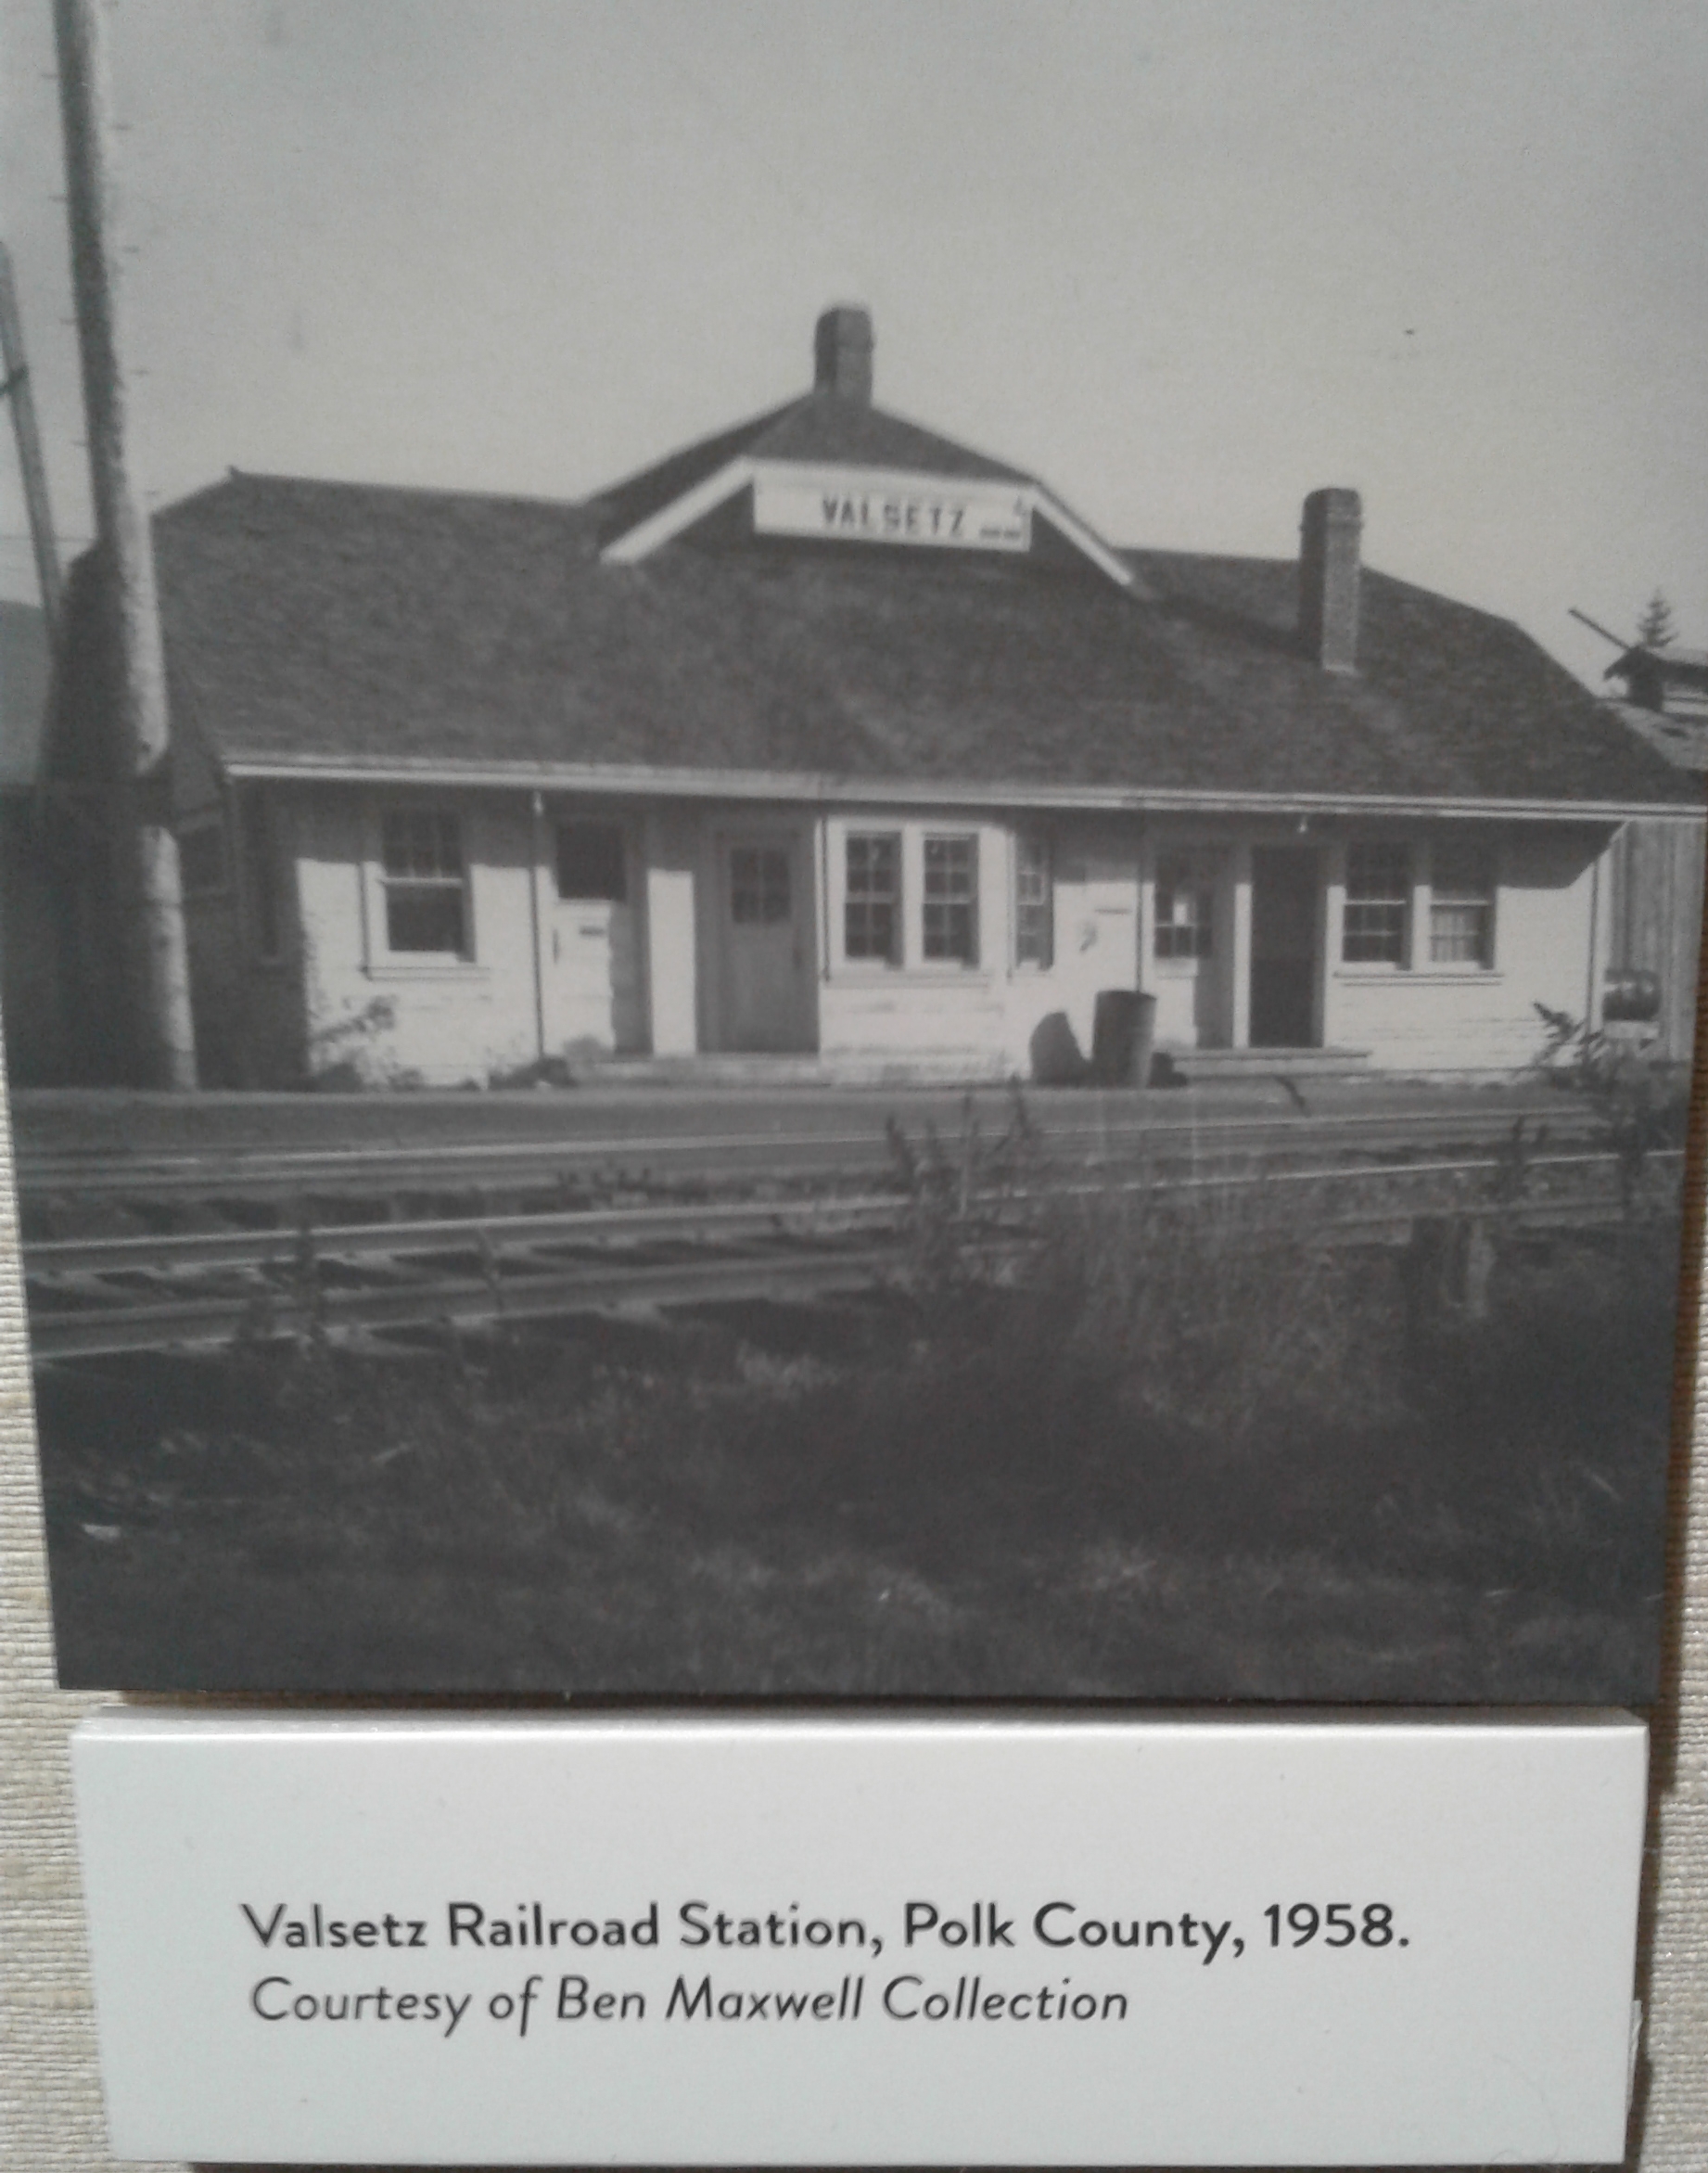 VALSETZ
Valsetz Railroad Station, Polk County, 1958.
Courtesy of Ben Maxwell Collection